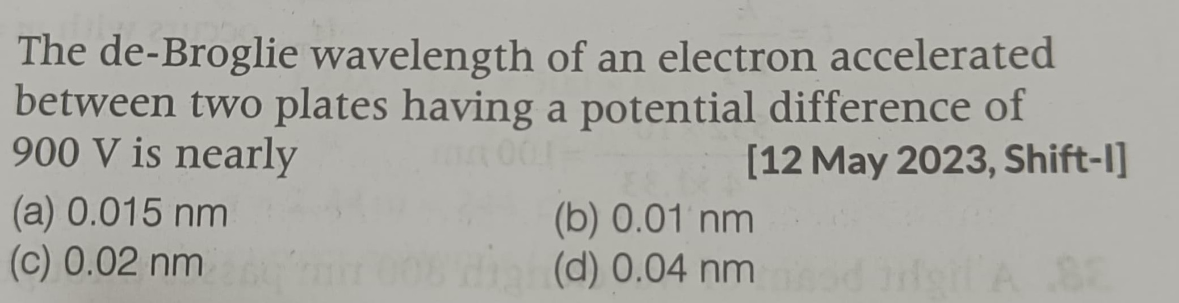 The de-Broglie wavelength of an electron accelerated
between two plates having a potential difference of
900 V is nearly [12 May 2023, Shift-I]
(a) 0.015 nm (b) 0.01 nm
(c) 0.02 nm (d) 0.04 nm